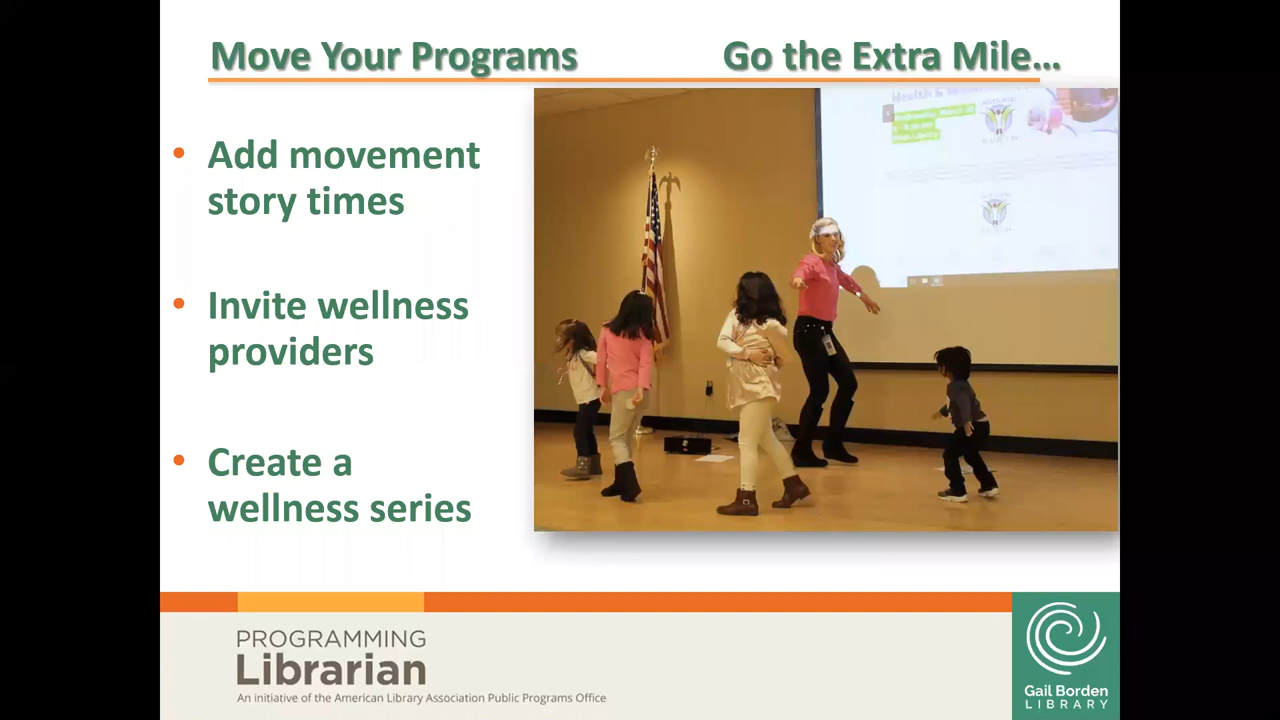 Move Your Programs Go the Extra Mile...
Add movement
story times
Invite wellness
providers
Create a
wellness series
PROGRAMMING
Librarian
An initiative of the American Library Association Public Programs Office
Gail Borden
LIBRARY